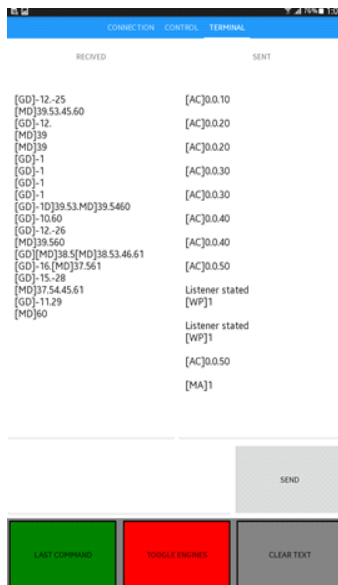 76% 1:0
CONNECTION CONTROL TERMINAL
RECIVED SENT
[GD]-12.-25
[MD]39.53.45.60
[GD]-12.
[MD]39
[MD]39
[GD]-1
[GD]-1
[GD]-1
[GD]-1
[GD]-1D]39.53.MD]39.5460
[GD]-10.60
[GD]-12.-26
[MD]39.560
[GD][MD]38.5[MD]38.53.46.61
[GD]-16.[MD]37.561
[GD]-15.-28
[MD]37.54.45.61
[GD]-11.29
[MD]60
[AC]0.0.10
[AC]0.0.20
[AC]0.0.20
[AC]0.0.30
[AC]0.0.30
[AC]0.0.40
[AC]0.0.40
[AC]0.0.50
Listener stated
[WP]1
Listener stated
[WP]1
[AC]0.0.50
[MA]1
SEND
LAST COMMAND TOGGLE ENGINES CLEAR TEXT